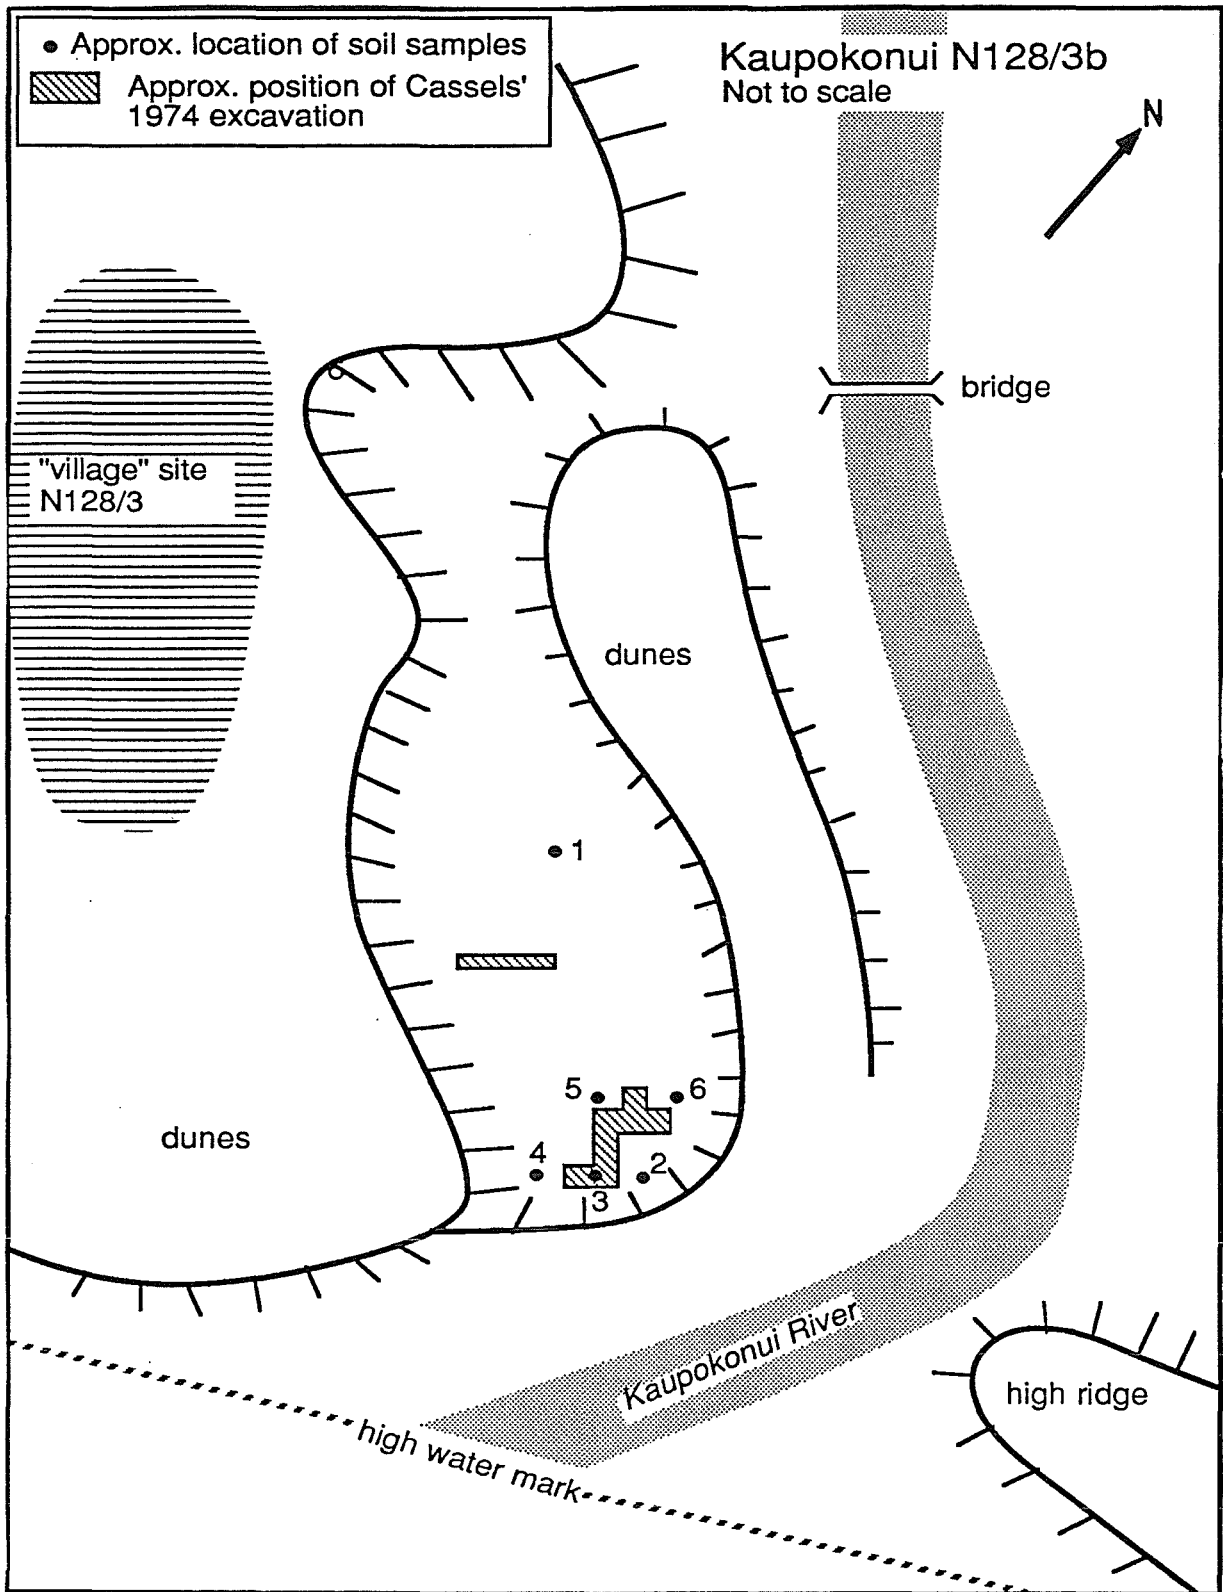 Approx. location of soil samples
Approx. position of Cassels'
1974 excavation
Kaupokonui N128/3b
Not to scale
N
bridge
"village" site
N128/3
dunes
1
5
6
dunes
4
2
3
Kaupokonui River
high ridge
high water mark